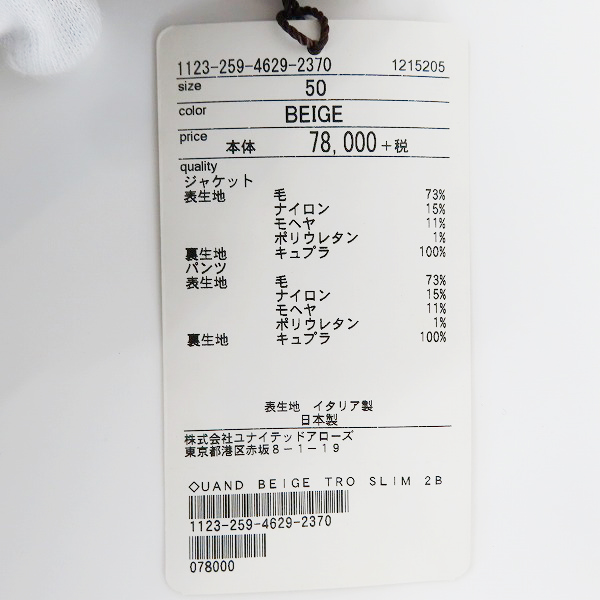 1123-259-4629-2370 1215205
size 50
color BEIGE
price 本体 78,000+税
quality
ジャケット
表生地 毛 73%
ナイロン 15%
モヘヤ 11%
ポリウレタン 1%
裏生地 キュプラ 100%
パンツ
表生地 毛 73%
ナイロン 15%
モヘヤ 11%
ポリウレタン 1%
裏生地 キュプラ 100%
表生地 イタリア製
日本製
株式会社ユナイテッドアローズ
東京都港区赤坂8-1-19
◇UAND BEIGE TRO SLIM 2B
1123-259-4629-2370
078000